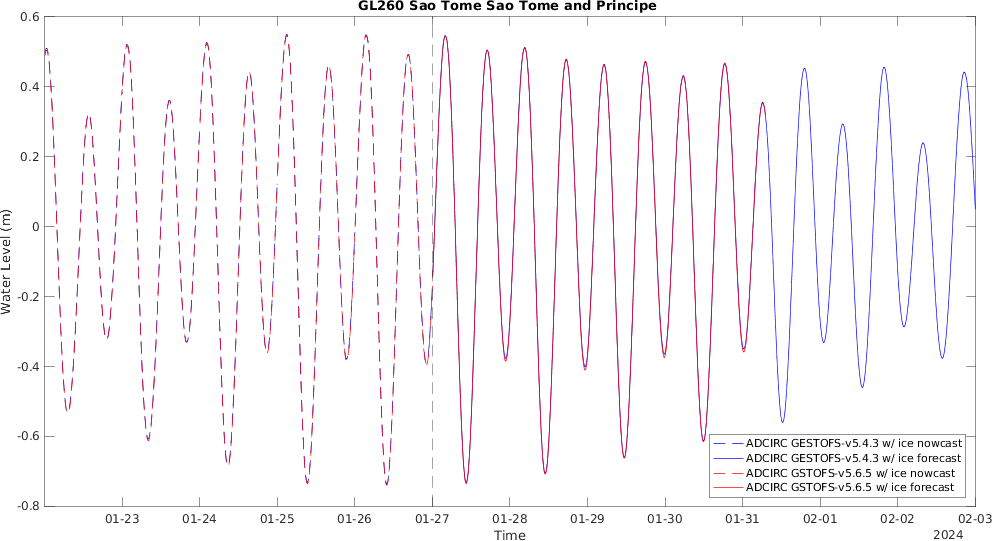 GL260 Sao Tome Sao Tome and Principe
0.6
0.4
0.2
0
-0.2
-0.4
-0.6
-0.8
Water Level (m)
ADCIRC GESTOFS-v5.4.3 w/ ice nowcast
ADCIRC GESTOFS-v5.4.3 w/ ice forecast
ADCIRC GSTOFS-v5.6.5 w/ ice nowcast
ADCIRC GSTOFS-v5.6.5 w/ ice forecast
01-23 01-24 01-25 01-26 01-27 01-28 01-29 01-30 01-31 02-01 02-02 02-03
Time
2024